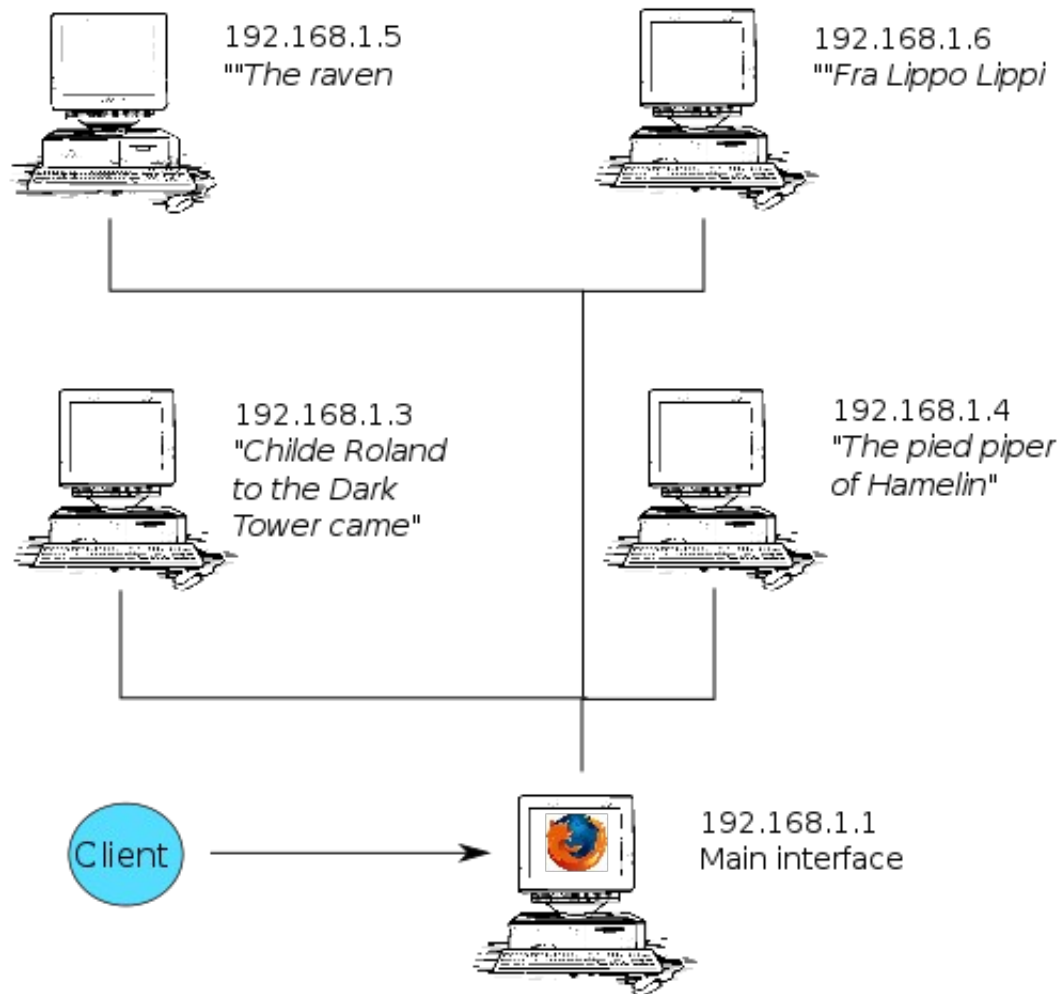 192.168.1.5
""The raven
192.168.1.6
""Fra Lippo Lippi
192.168.1.3
"Childe Roland
to the Dark
Tower came"
192.168.1.4
"The pied piper
of Hamelin"
Client
192.168.1.1
Main interface